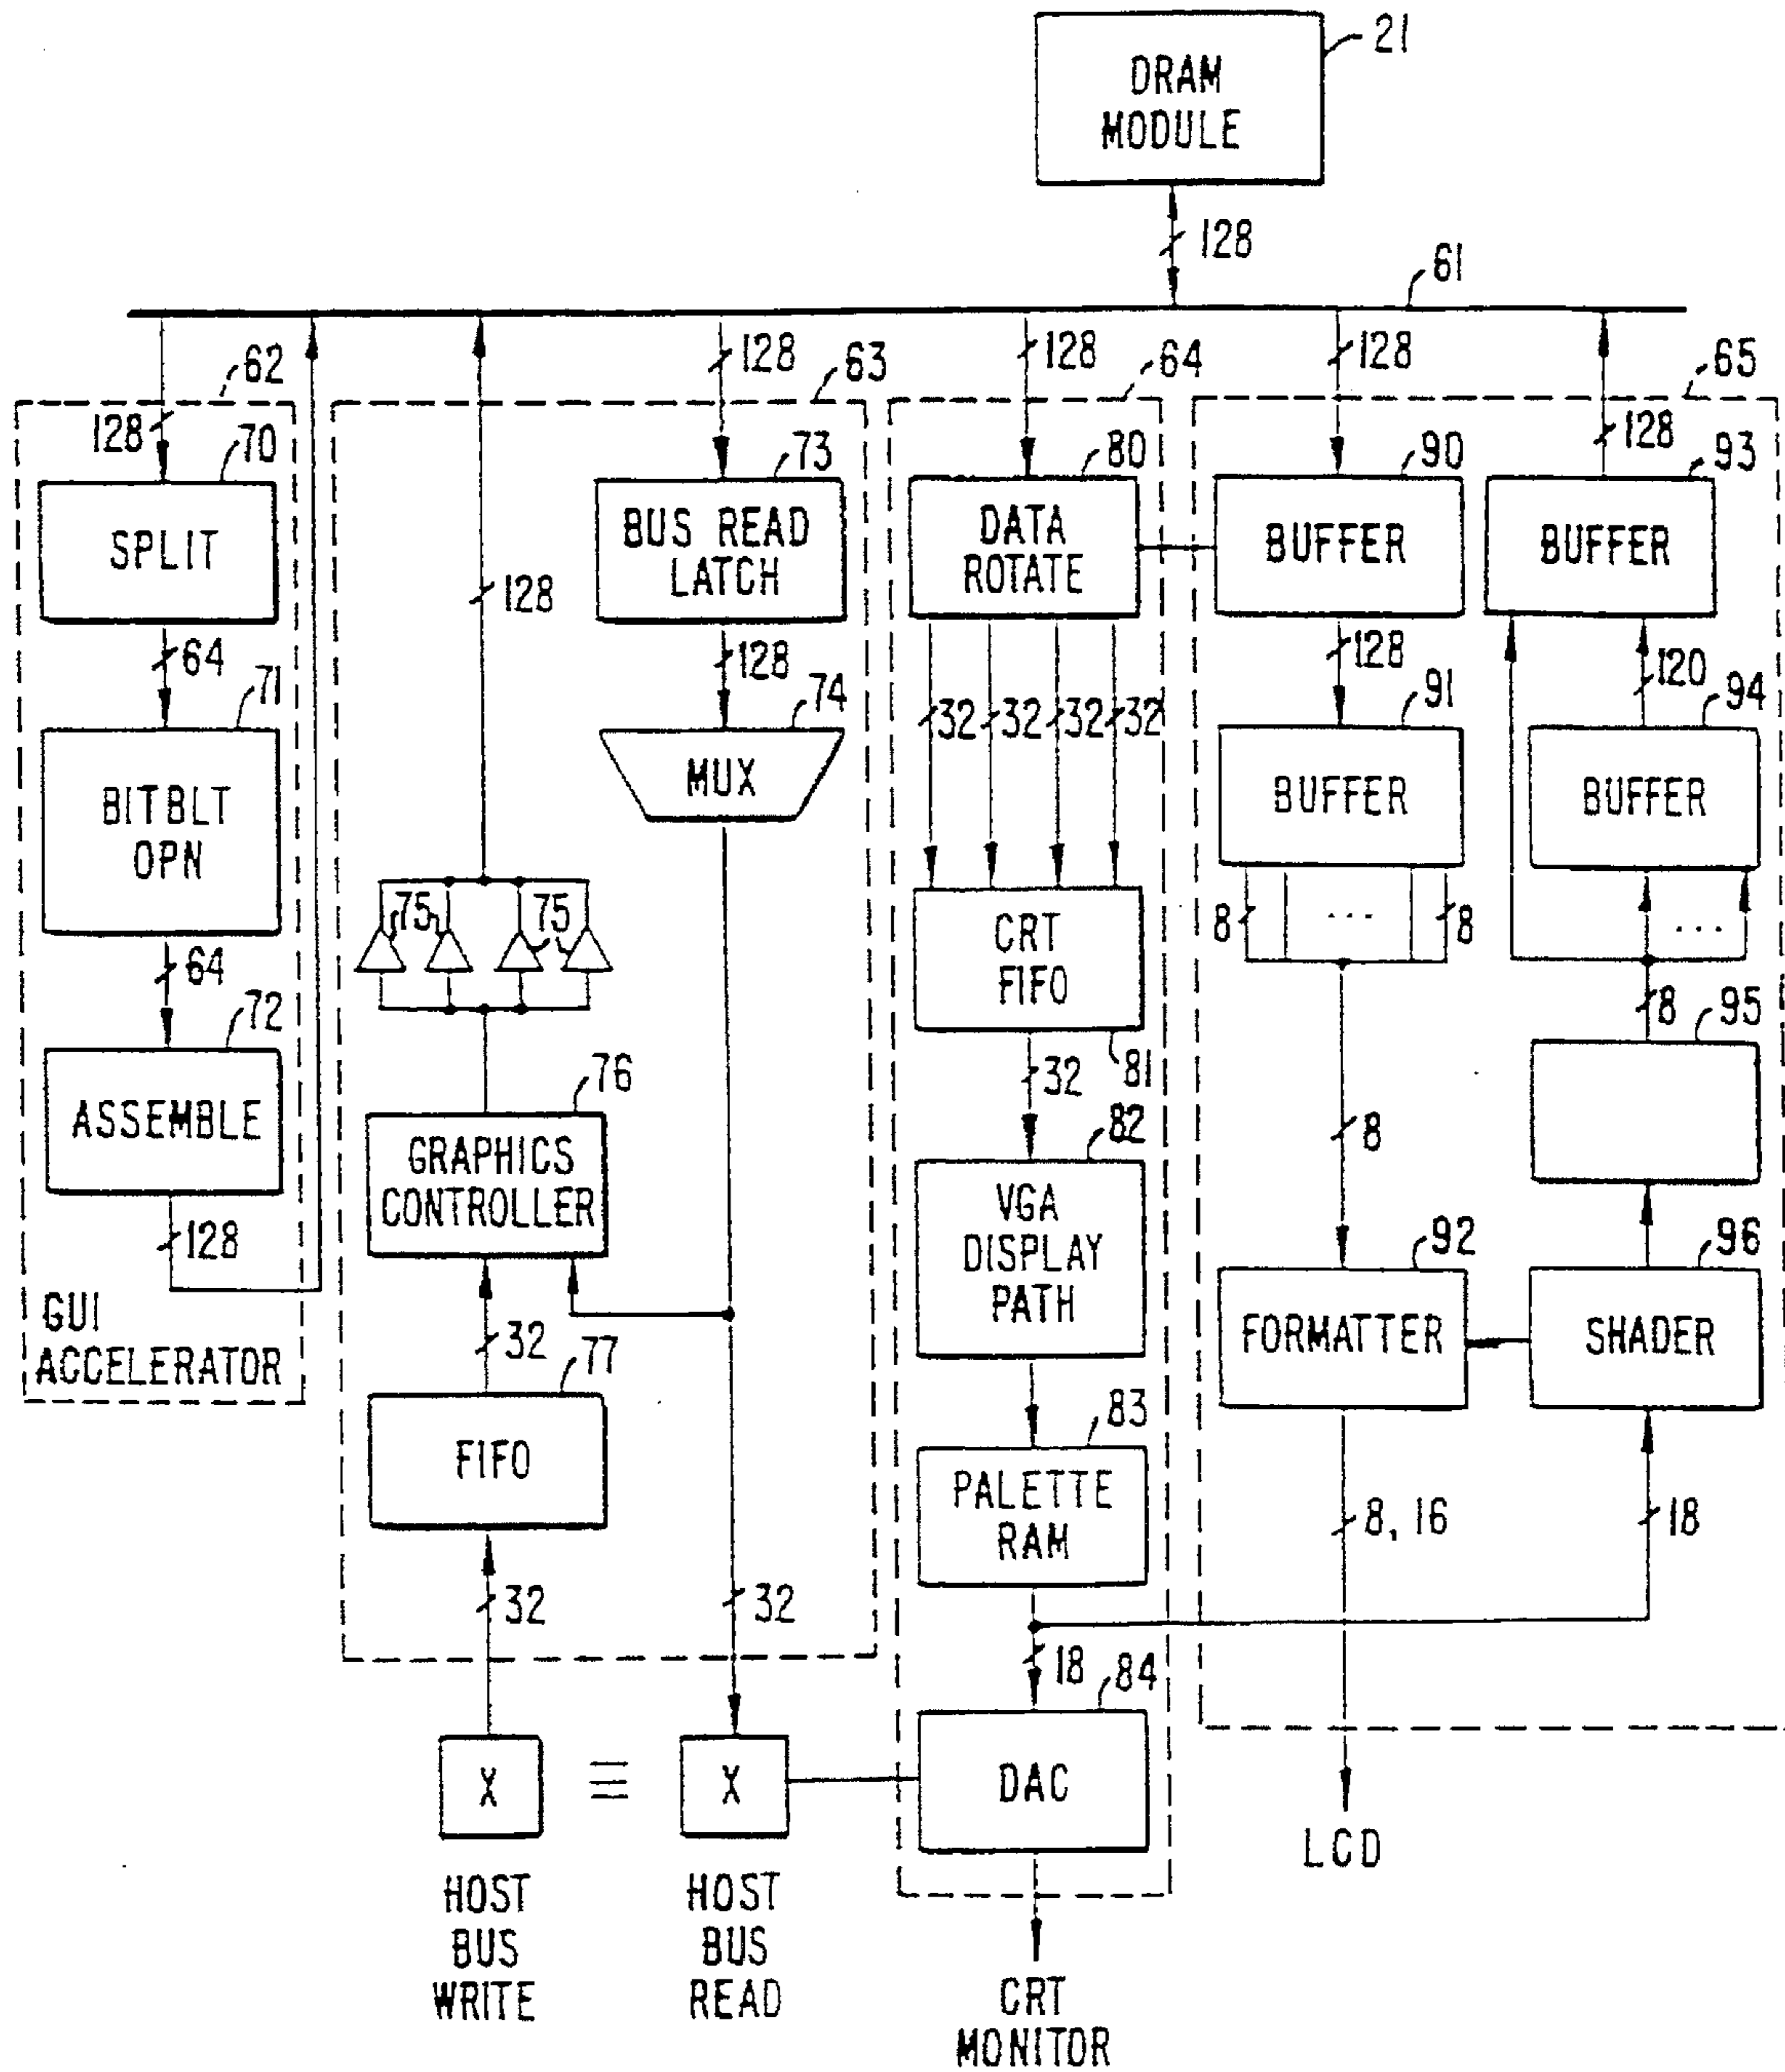 21
DRAM
MODULE
128
61
62
128
63
128
64
128
65
128
70
SPLIT
64
71
BITBLT
OPN
64
72
ASSEMBLE
128
GUI
ACCELERATOR
128
73
BUS READ
LATCH
128
74
MUX
75
75
76
GRAPHICS
CONTROLLER
32
77
FIFO
32
32
X
X
HOST
BUS
WRITE
HOST
BUS
READ
128
80
DATA
ROTATE
32
32
32
32
CRT
FIFO
81
32
82
VGA
DISPLAY
PATH
83
PALETTE
RAM
18
84
DAC
CRT
MONITOR
90
BUFFER
128
91
BUFFER
8
...
8
8
92
FORMATTER
8, 16
LCD
93
BUFFER
120
94
BUFFER
...
8
95
96
SHADER
18